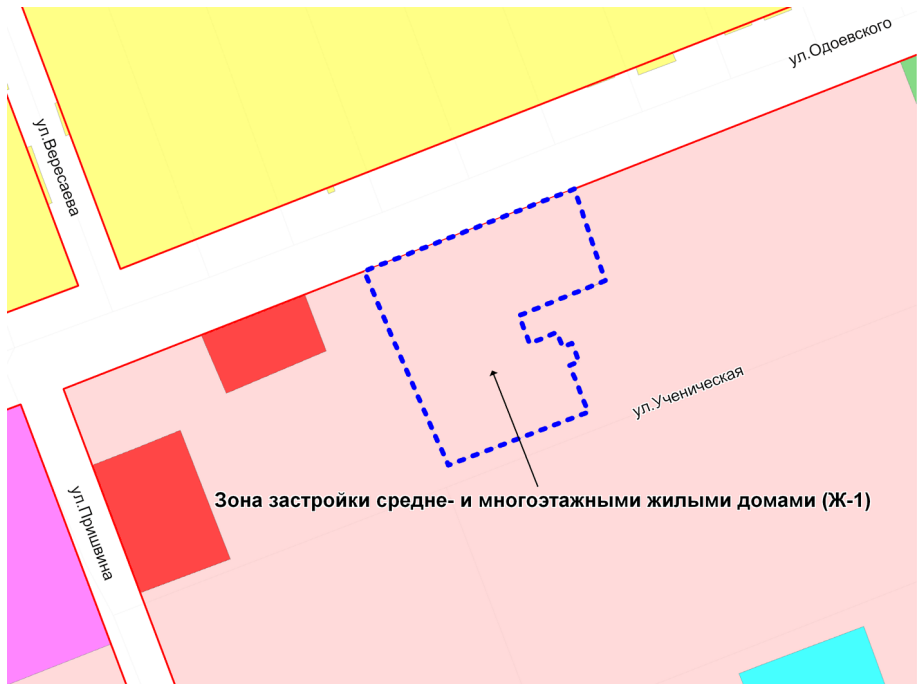 ул.Одоевского
ул.Вересаева
ул.Ученическая
Зона застройки средне- и многоэтажными жилыми домами (Ж-1)
ул.Пришвина